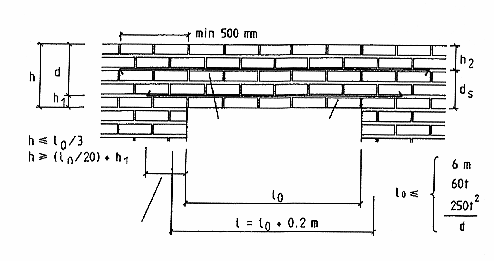 min 500 mm
h
d
h₁
h₂
dₛ
h ≤ l₀/3
h ≥ (l₀/20) + h₁
l₀
l = l₀ + 0.2 m
l₀ ≤
6 m
60t
250t²
d